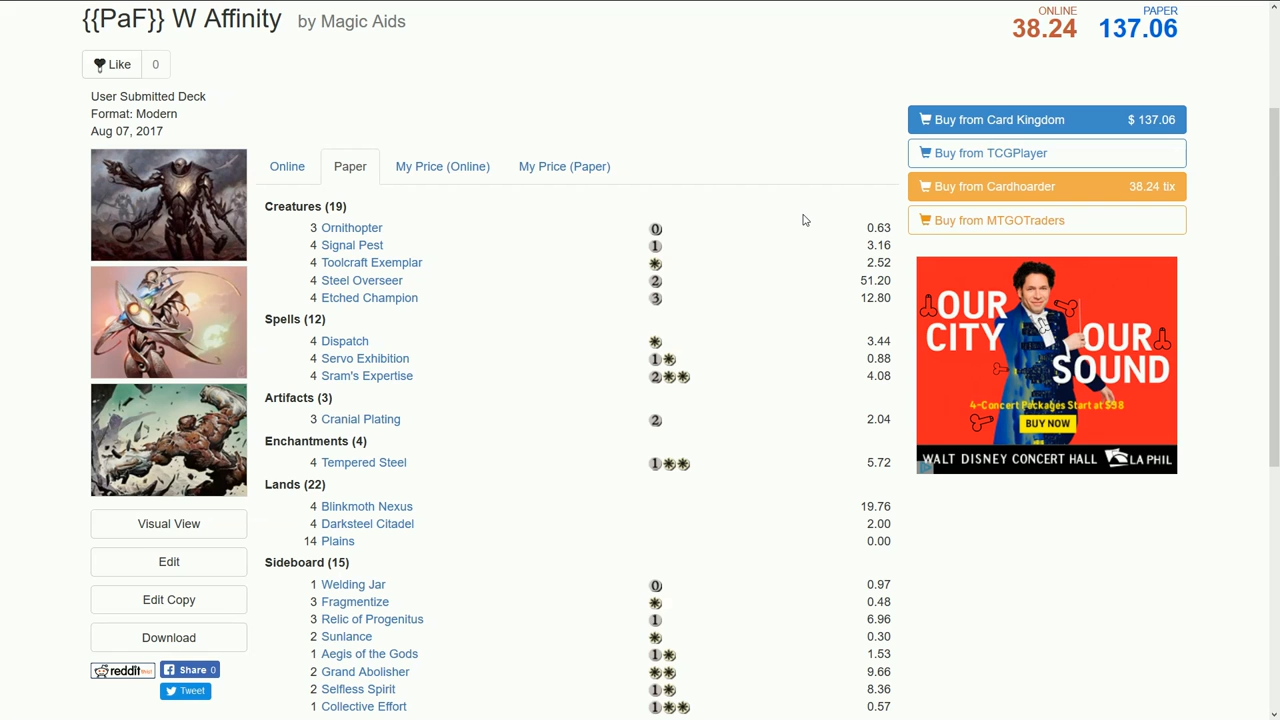 {{PaF}} W Affinity by Magic Aids
ONLINE
38.24
PAPER
137.06
Like 0
User Submitted Deck
Format: Modern
Aug 07, 2017
Online Paper My Price (Online) My Price (Paper)
Creatures (19)
3 Ornithopter 0 0.63
4 Signal Pest 1 3.16
4 Toolcraft Exemplar 2.52
4 Steel Overseer 2 51.20
4 Etched Champion 3 12.80
Spells (12)
4 Dispatch 3.44
4 Servo Exhibition 1 0.88
4 Sram's Expertise 2 4.08
Artifacts (3)
3 Cranial Plating 2 2.04
Enchantments (4)
4 Tempered Steel 1 5.72
Lands (22)
4 Blinkmoth Nexus 19.76
4 Darksteel Citadel 2.00
14 Plains 0.00
Sideboard (15)
1 Welding Jar 0 0.97
3 Fragmentize 0.48
3 Relic of Progenitus 1 6.96
2 Sunlance 0.30
1 Aegis of the Gods 1 1.53
2 Grand Abolisher 9.66
2 Selfless Spirit 1 8.36
1 Collective Effort 1 0.57
Visual View
Edit
Edit Copy
Download
reddit
Share 0
Tweet
Buy from Card Kingdom $ 137.06
Buy from TCGPlayer
Buy from Cardhoarder 38.24 tix
Buy from MTGOTraders
OUR
CITY
OUR
SOUND
4-Concert Packages Start at $98
BUY NOW
WALT DISNEY CONCERT HALL LA PHIL